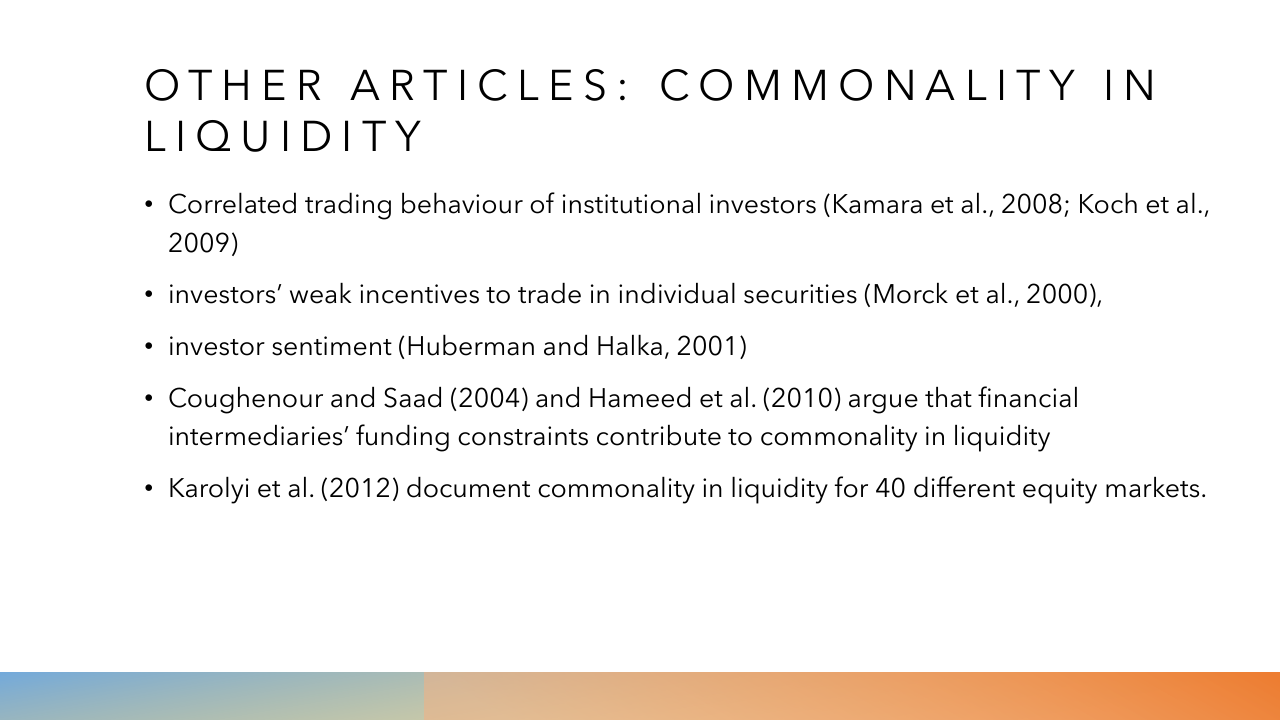 OTHER ARTICLES: COMMONALITY IN
LIQUIDITY
• Correlated trading behaviour of institutional investors (Kamara et al., 2008; Koch et al.,
2009)
• investors’ weak incentives to trade in individual securities (Morck et al., 2000),
• investor sentiment (Huberman and Halka, 2001)
• Coughenour and Saad (2004) and Hameed et al. (2010) argue that financial
intermediaries’ funding constraints contribute to commonality in liquidity
• Karolyi et al. (2012) document commonality in liquidity for 40 different equity markets.